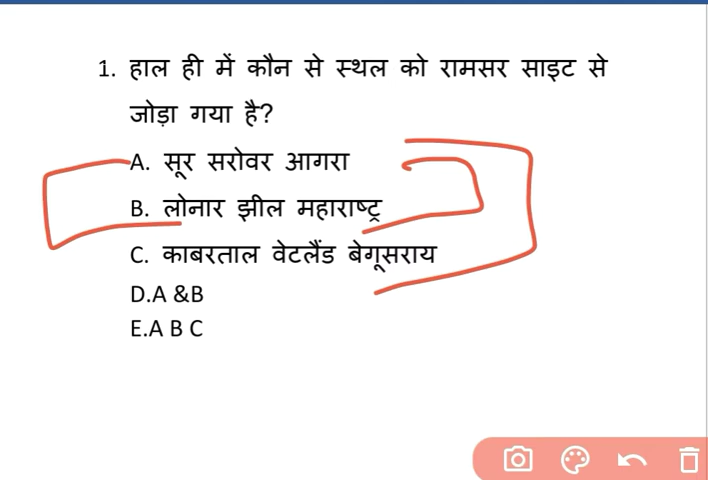 1. हाल ही में कौन से स्थल को रामसर साइट से
जोड़ा गया है?
A. सूर सरोवर आगरा
B. लोनार झील महाराष्ट्र
C. काबरताल वेटलैंड बेगूसराय
D.A &B
E.A B C